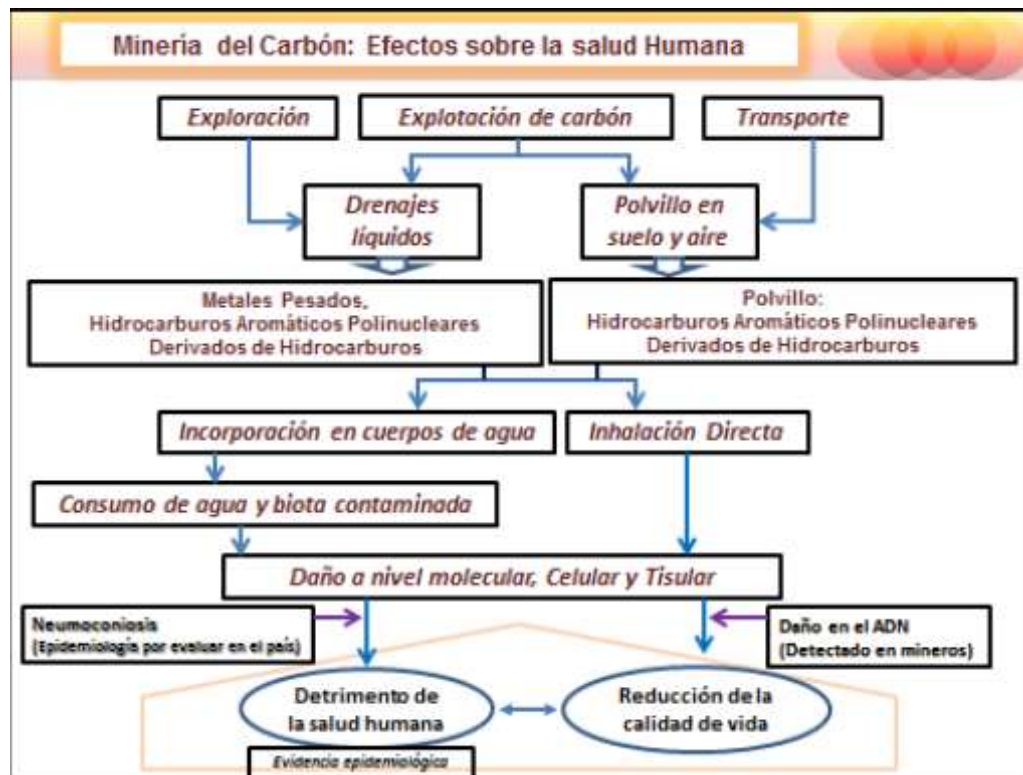 Minería del Carbón: Efectos sobre la salud Humana
Exploración
Explotación de carbón
Transporte
Drenajes
líquidos
Polvillo en
suelo y aire
Metales Pesados,
Hidrocarburos Aromáticos Polinucleares
Derivados de Hidrocarburos
Polvillo:
Hidrocarburos Aromáticos Polinucleares
Derivados de Hidrocarburos
Incorporación en cuerpos de agua
Inhalación Directa
Consumo de agua y biota contaminada
Daño a nivel molecular, Celular y Tisular
Neumoconiosis
(Epidemiología por evaluar en el país)
Daño en el ADN
(Detectado en mineros)
Detrimento de
la salud humana
Reducción de la
calidad de vida
Evidencia epidemiológica